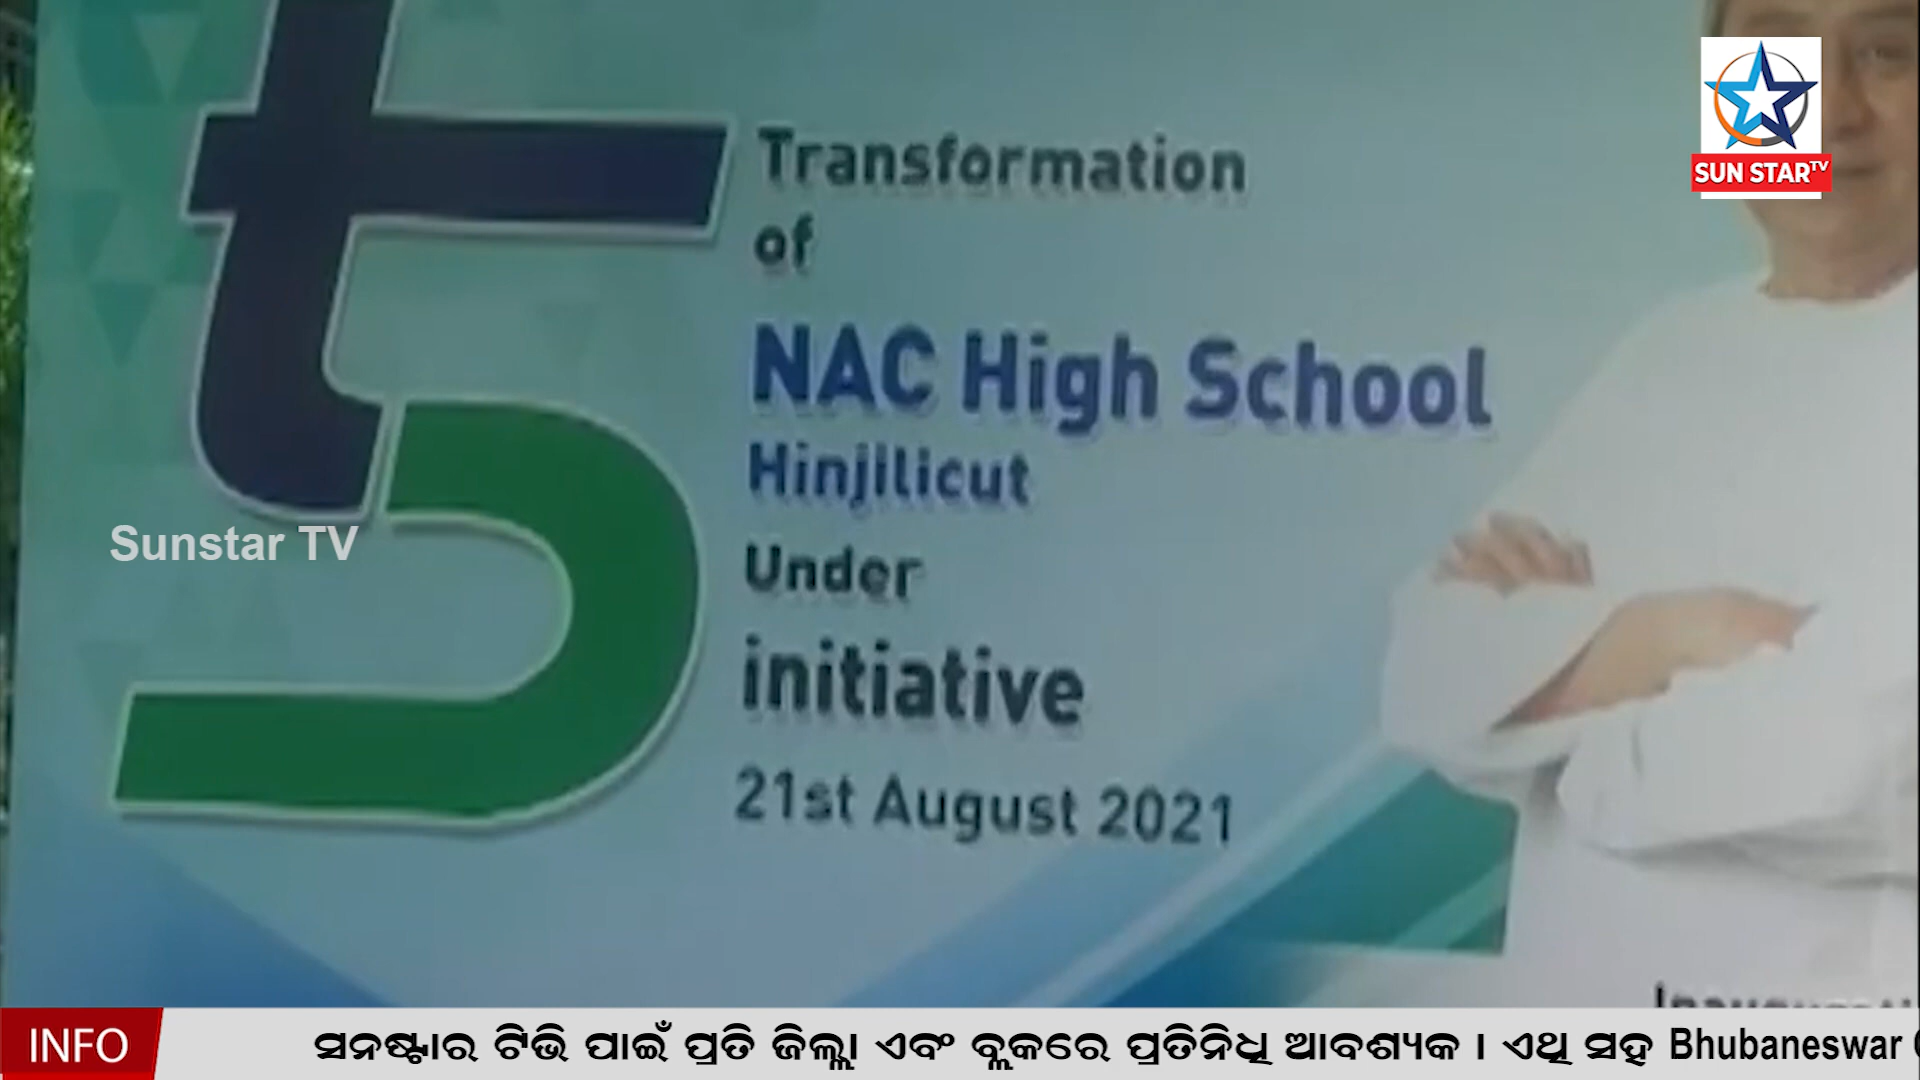 SUN STAR TV
5t
Transformation
of
NAC High School
Hinjilicut
Under
initiative
21st August 2021
Sunstar TV
INFO
ସନଷ୍ଟାର ଟିଭି ପାଇଁ ପ୍ରତି ଜିଲ୍ଲା ଏବଂ ବ୍ଲକରେ ପ୍ରତିନିଧି ଆବଶ୍ୟକ । ଏଥି ସହ Bhubaneswar